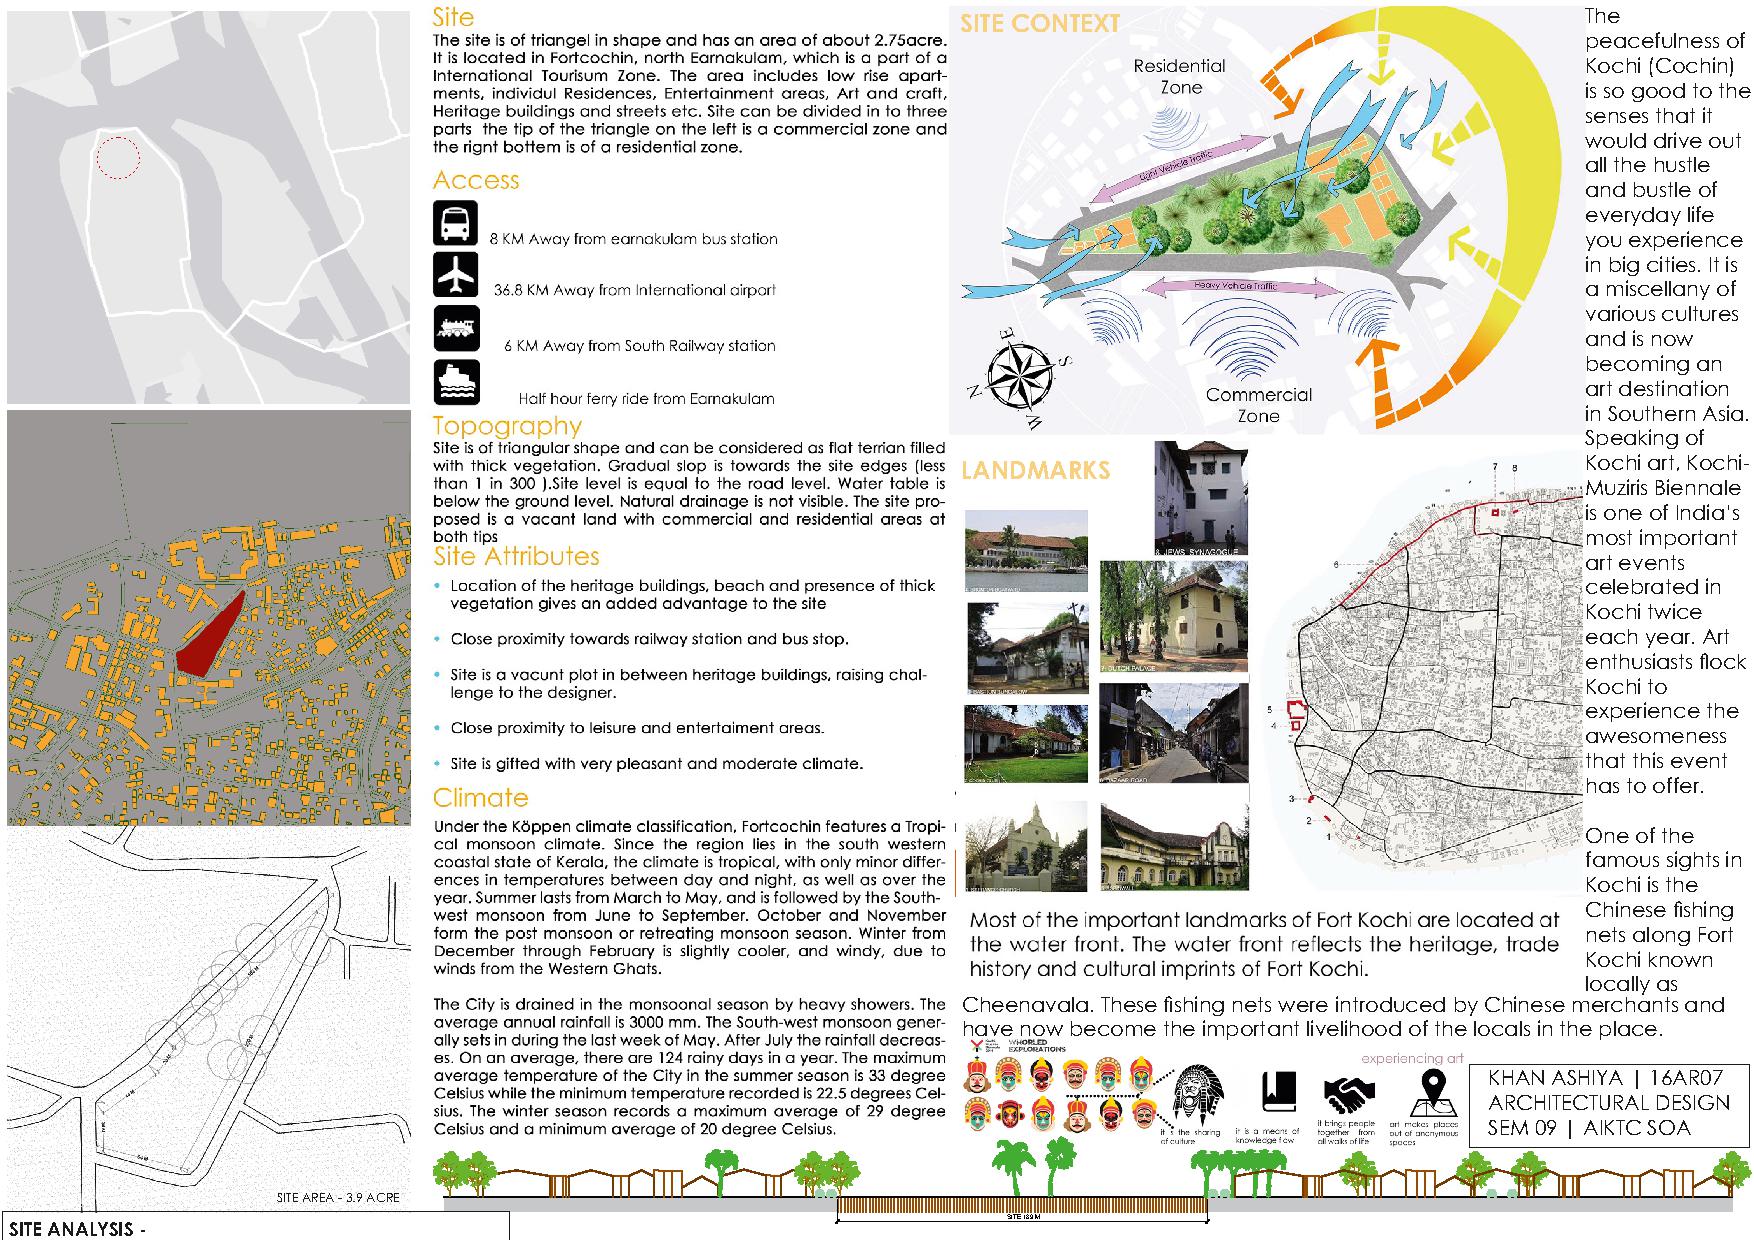 Site
The site is of triangel in shape and has an area of about 2.75acre.
It is located in Fortcochin, north Earnakulam, which is a part of a
International Tourisum Zone. The area includes low rise apart-
ments, individul Residences, Entertainment areas, Art and craft,
Heritage buildings and streets etc. Site can be divided in to three
parts the tip of the triangle on the left is a commercial zone and
the right bottem is of a residential zone.
Access
8 KM Away from earnakulam bus station
36.8 KM Away from International airport
6 KM Away from South Railway station
Half hour ferry ride from Earnakulam
Topography
Site is of triangular shape and can be considered as flat terrian filled
with thick vegetation. Gradual slop is towards the site edges (less
than 1 in 300 ).Site level is equal to the road level. Water table is
below the ground level. Natural drainage is not visible. The site pro-
posed is a vacant land with commercial and residential areas at
both tips
Site Attributes
• Location of the heritage buildings, beach and presence of thick
vegetation gives an added advantage to the site
• Close proximity towards railway station and bus stop.
• Site is a vacunt plot in between heritage buildings, raising chal-
lenge to the designer.
• Close proximity to leisure and entertaiment areas.
• Site is gifted with very pleasant and moderate climate.
Climate
Under the Köppen climate classification, Fortcochin features a Tropi-
cal monsoon climate. Since the region lies in the south western
coastal state of Kerala, the climate is tropical, with only minor differ-
ences in temperatures between day and night, as well as over the
year. Summer lasts from March to May, and is followed by the South-
west monsoon from June to September. October and November
form the post monsoon or retreating monsoon season. Winter from
December through February is slightly cooler, and windy, due to
winds from the Western Ghats.
The City is drained in the monsoonal season by heavy showers. The
average annual rainfall is 3000 mm. The South-west monsoon gener-
ally sets in during the last week of May. After July the rainfall decreas-
es. On an average, there are 124 rainy days in a year. The maximum
average temperature of the City in the summer season is 33 degree
Celsius while the minimum temperature recorded is 22.5 degrees Cel-
sius. The winter season records a maximum average of 29 degree
Celsius and a minimum average of 20 degree Celsius.
SITE CONTEXT
Residential
Zone
Light Vehicle Traffic
Heavy Vehicle Traffic
Commercial
Zone
E
S
N
W
LANDMARKS
8. JEWS SYNAGOGUE
7. DUTCH PALACE
6. BAZAAR ROAD
7 8
6
5
4
3
2
1
Most of the important landmarks of Fort Kochi are located at
the water front. The water front reflects the heritage, trade
history and cultural imprints of Fort Kochi.
The
peacefulness of
Kochi (Cochin)
is so good to the
senses that it
would drive out
all the hustle
and bustle of
everyday life
you experience
in big cities. It is
a miscellany of
various cultures
and is now
becoming an
art destination
in Southern Asia.
Speaking of
Kochi art, Kochi-
Muziris Biennale
is one of India's
most important
art events
celebrated in
Kochi twice
each year. Art
enthusiasts flock
Kochi to
experience the
awesomeness
that this event
has to offer.
One of the
famous sights in
Kochi is the
Chinese fishing
nets along Fort
Kochi known
locally as
Cheenavala. These fishing nets were introduced by Chinese merchants and
have now become the important livelihood of the locals in the place.
WHORLED
EXPLORATIONS
experiencing art
it is the sharing
of culture
it is a means of
knowledge flow
it brings people
together from
all walks of life
art makes places
out of anonymous
spaces
KHAN ASHIYA | 16AR07
ARCHITECTURAL DESIGN
SEM 09 | AIKTC SOA
SITE AREA - 3.9 ACRE
SITE 189M
SITE ANALYSIS -